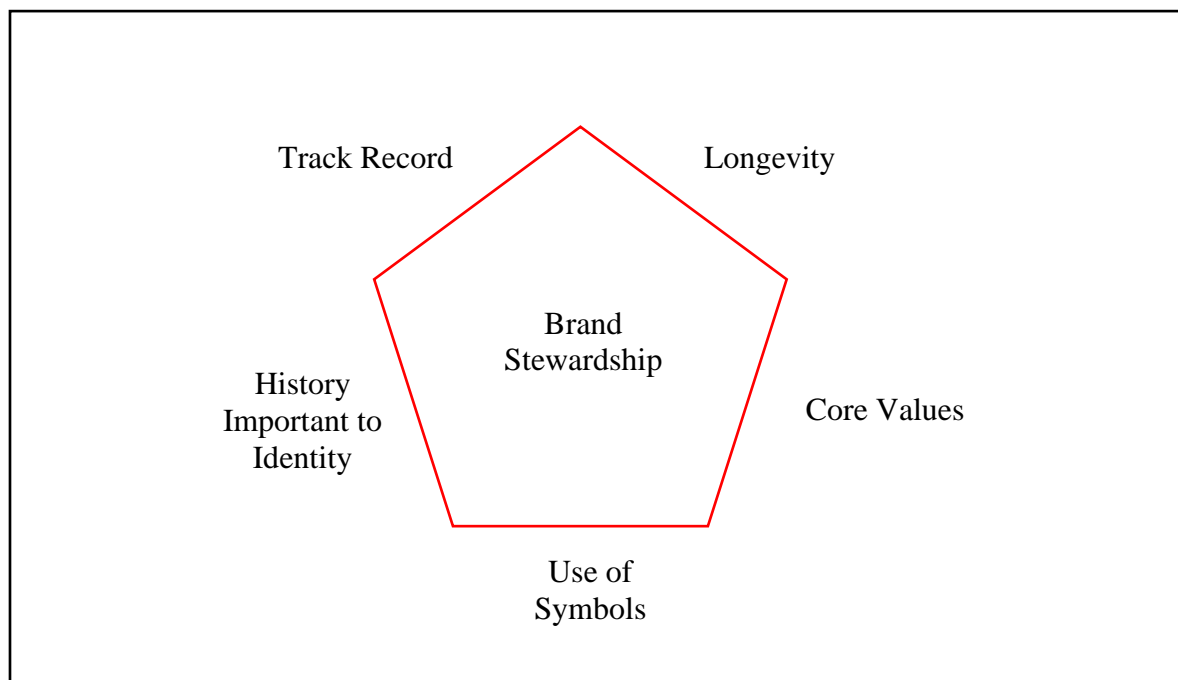 Track Record
Longevity
Brand
Stewardship
History
Important to
Identity
Core Values
Use of
Symbols